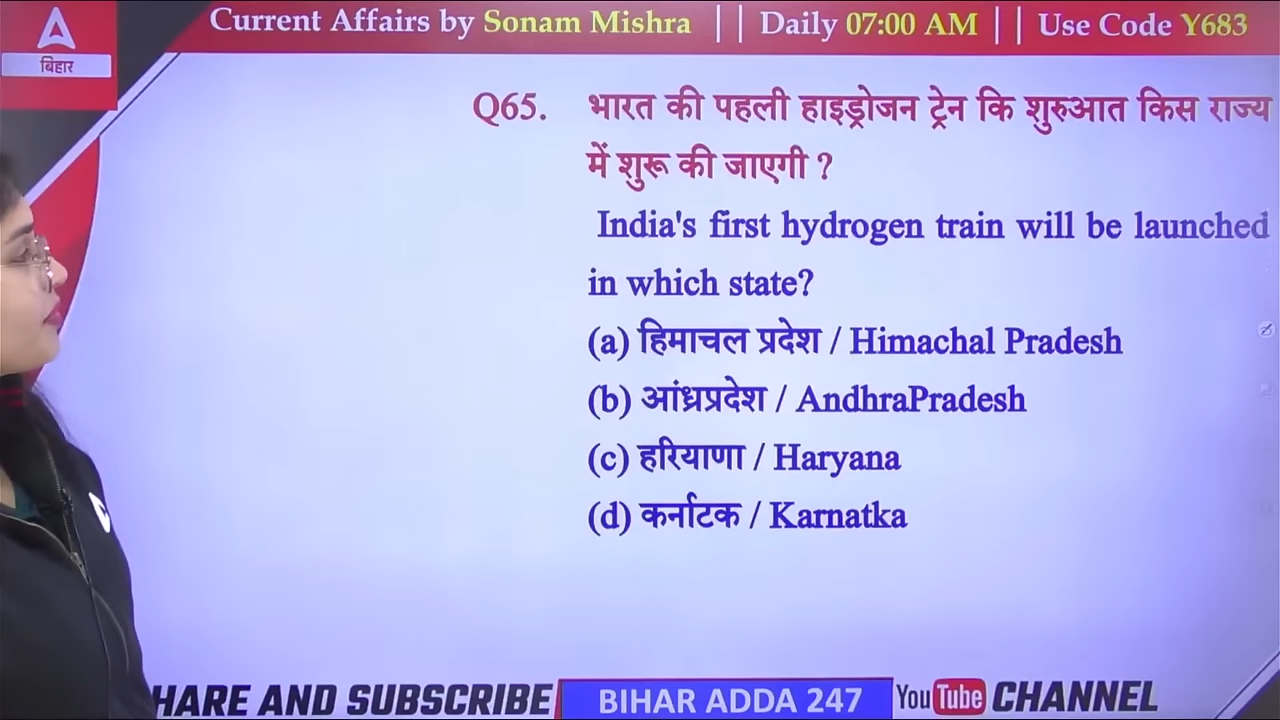 Current Affairs by Sonam Mishra || Daily 07:00 AM || Use Code Y683
बिहार
Q65. भारत की पहली हाइड्रोजन ट्रेन कि शुरुआत किस राज्य
में शुरू की जाएगी ?
India's first hydrogen train will be launched
in which state?
(a) हिमाचल प्रदेश / Himachal Pradesh
(b) आंध्रप्रदेश / AndhraPradesh
(c) हरियाणा / Haryana
(d) कर्नाटक / Karnatka
HARE AND SUBSCRIBE BIHAR ADDA 247 YouTube CHANNEL